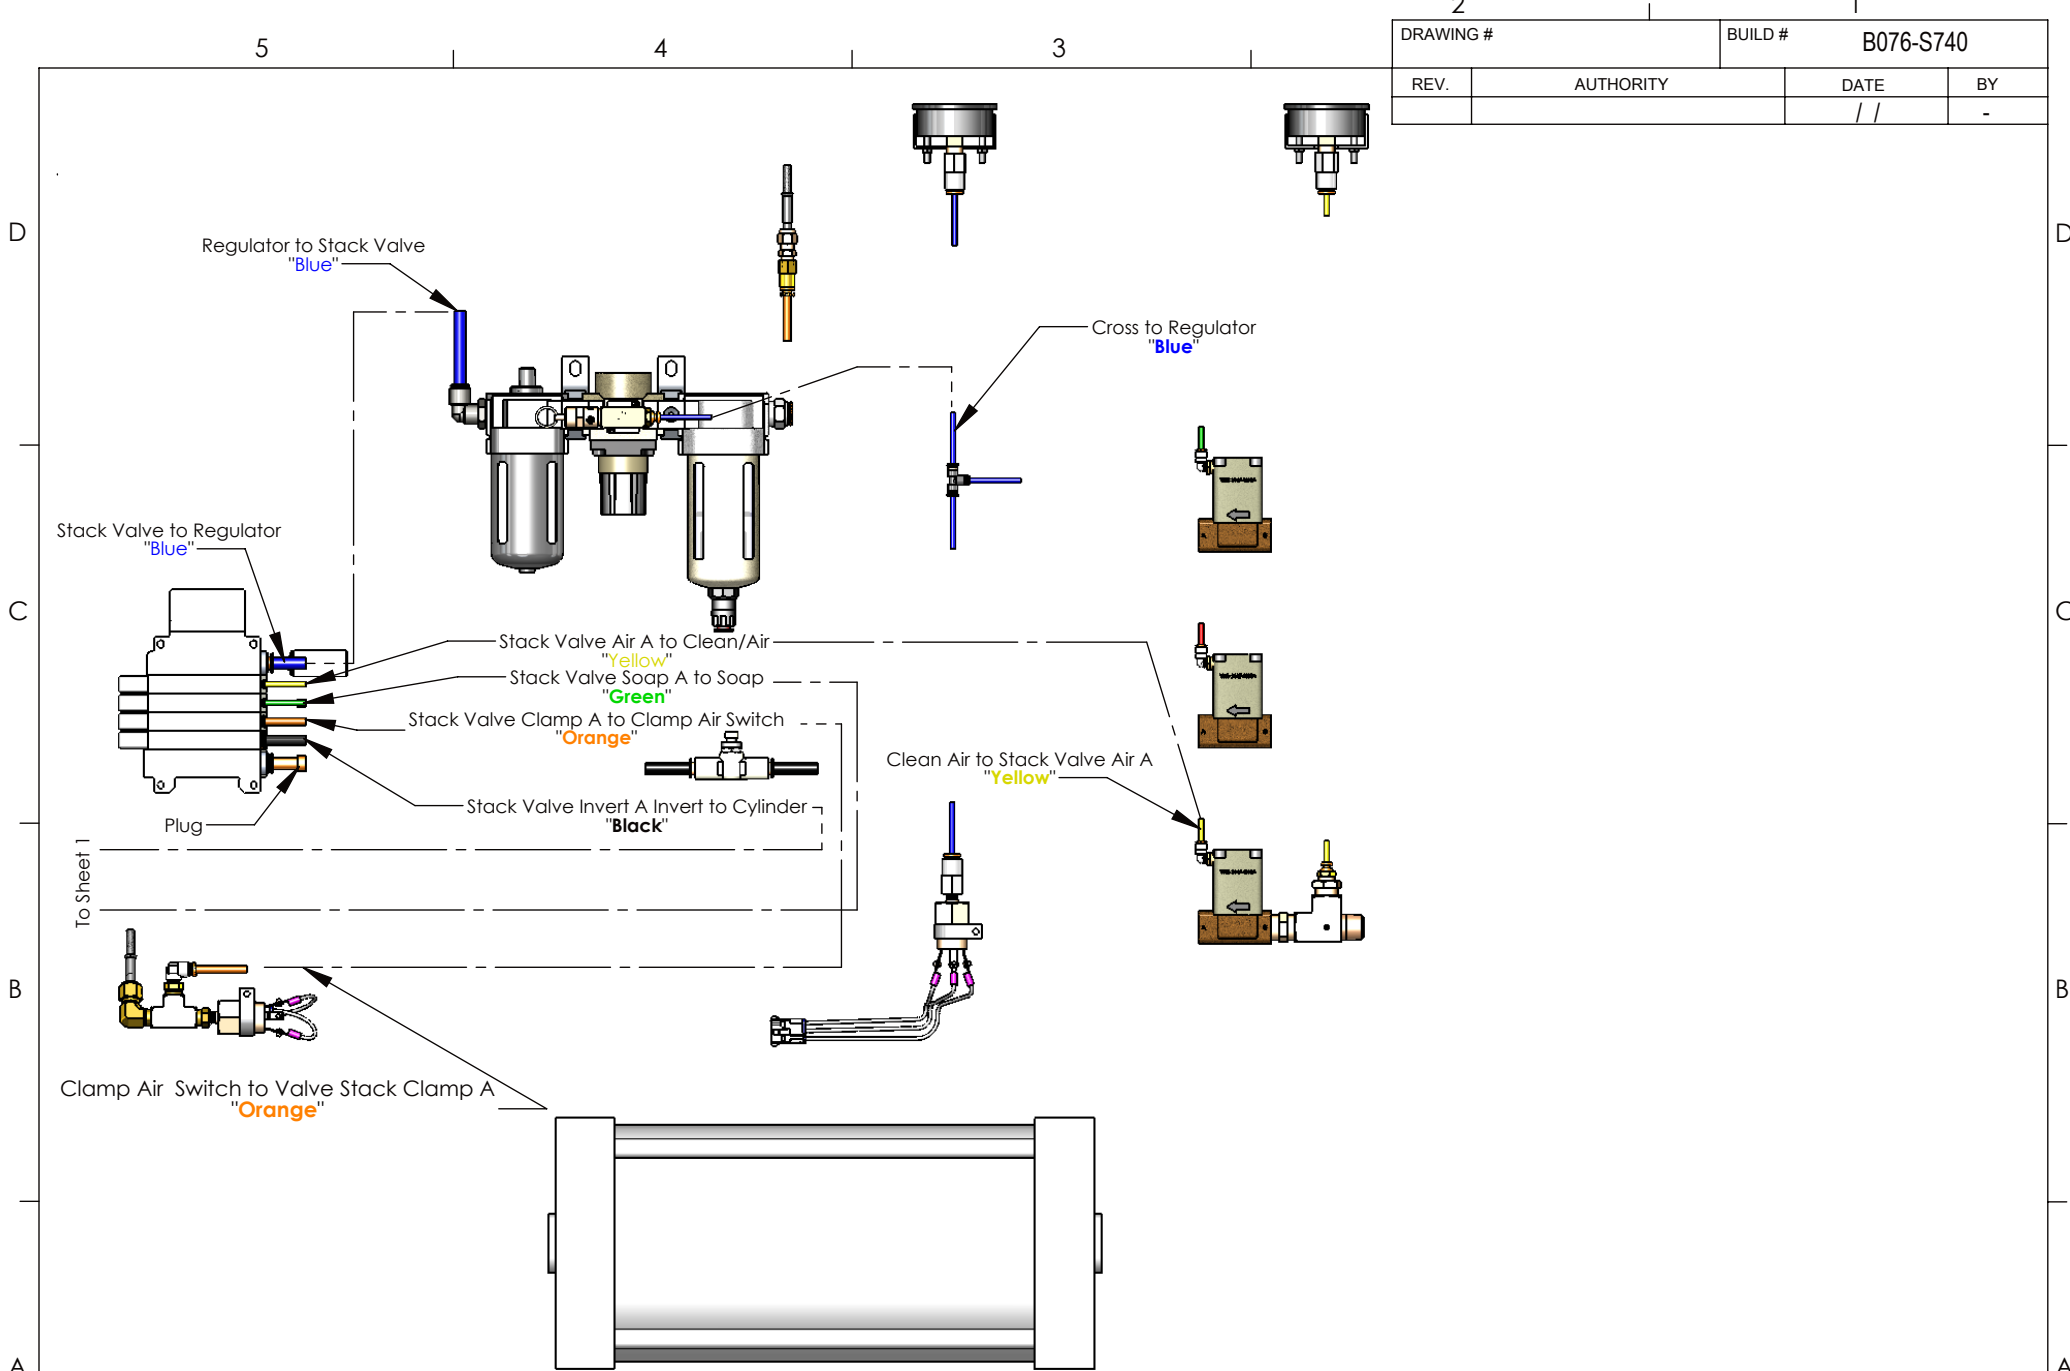 2
1
DRAWING #
BUILD #
B076-S740
5
4
3
REV.
AUTHORITY
DATE
BY
/ /
-
D
D
Regulator to Stack Valve
"Blue"
Cross to Regulator
"Blue"
Stack Valve to Regulator
"Blue"
C
C
Stack Valve Air A to Clean/Air
"Yellow"
Stack Valve Soap A to Soap
"Green"
Stack Valve Clamp A to Clamp Air Switch
"Orange"
Clean Air to Stack Valve Air A
"Yellow"
Stack Valve Invert A Invert to Cylinder
"Black"
Plug
To Sheet 1
B
B
Clamp Air Switch to Valve Stack Clamp A
"Orange"
A
A